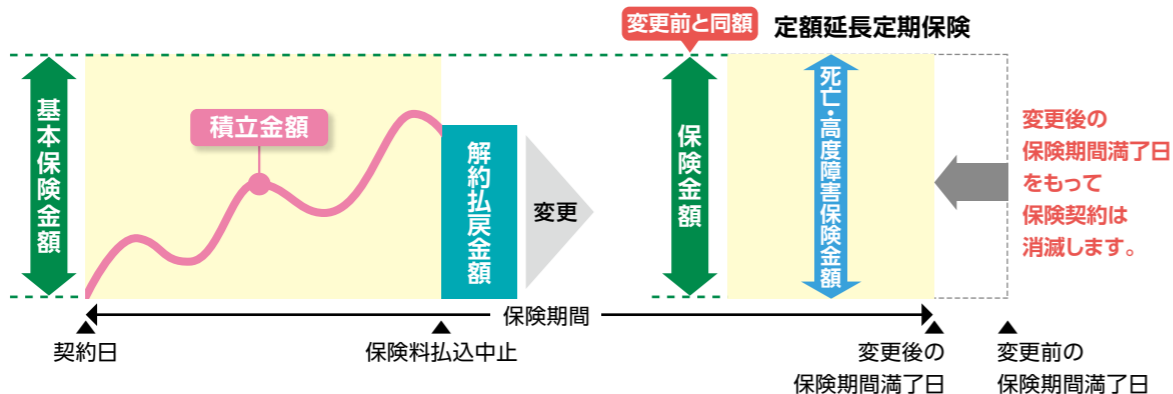 変更前と同額
定額延長定期保険
基本保険金額
積立金額
解約払戻金額
変更
保険金額
死亡・高度障害保険金額
変更後の
保険期間満了日
をもって
保険契約は
消滅します。
保険期間
契約日
保険料払込中止
変更後の
保険期間満了日
変更前の
保険期間満了日